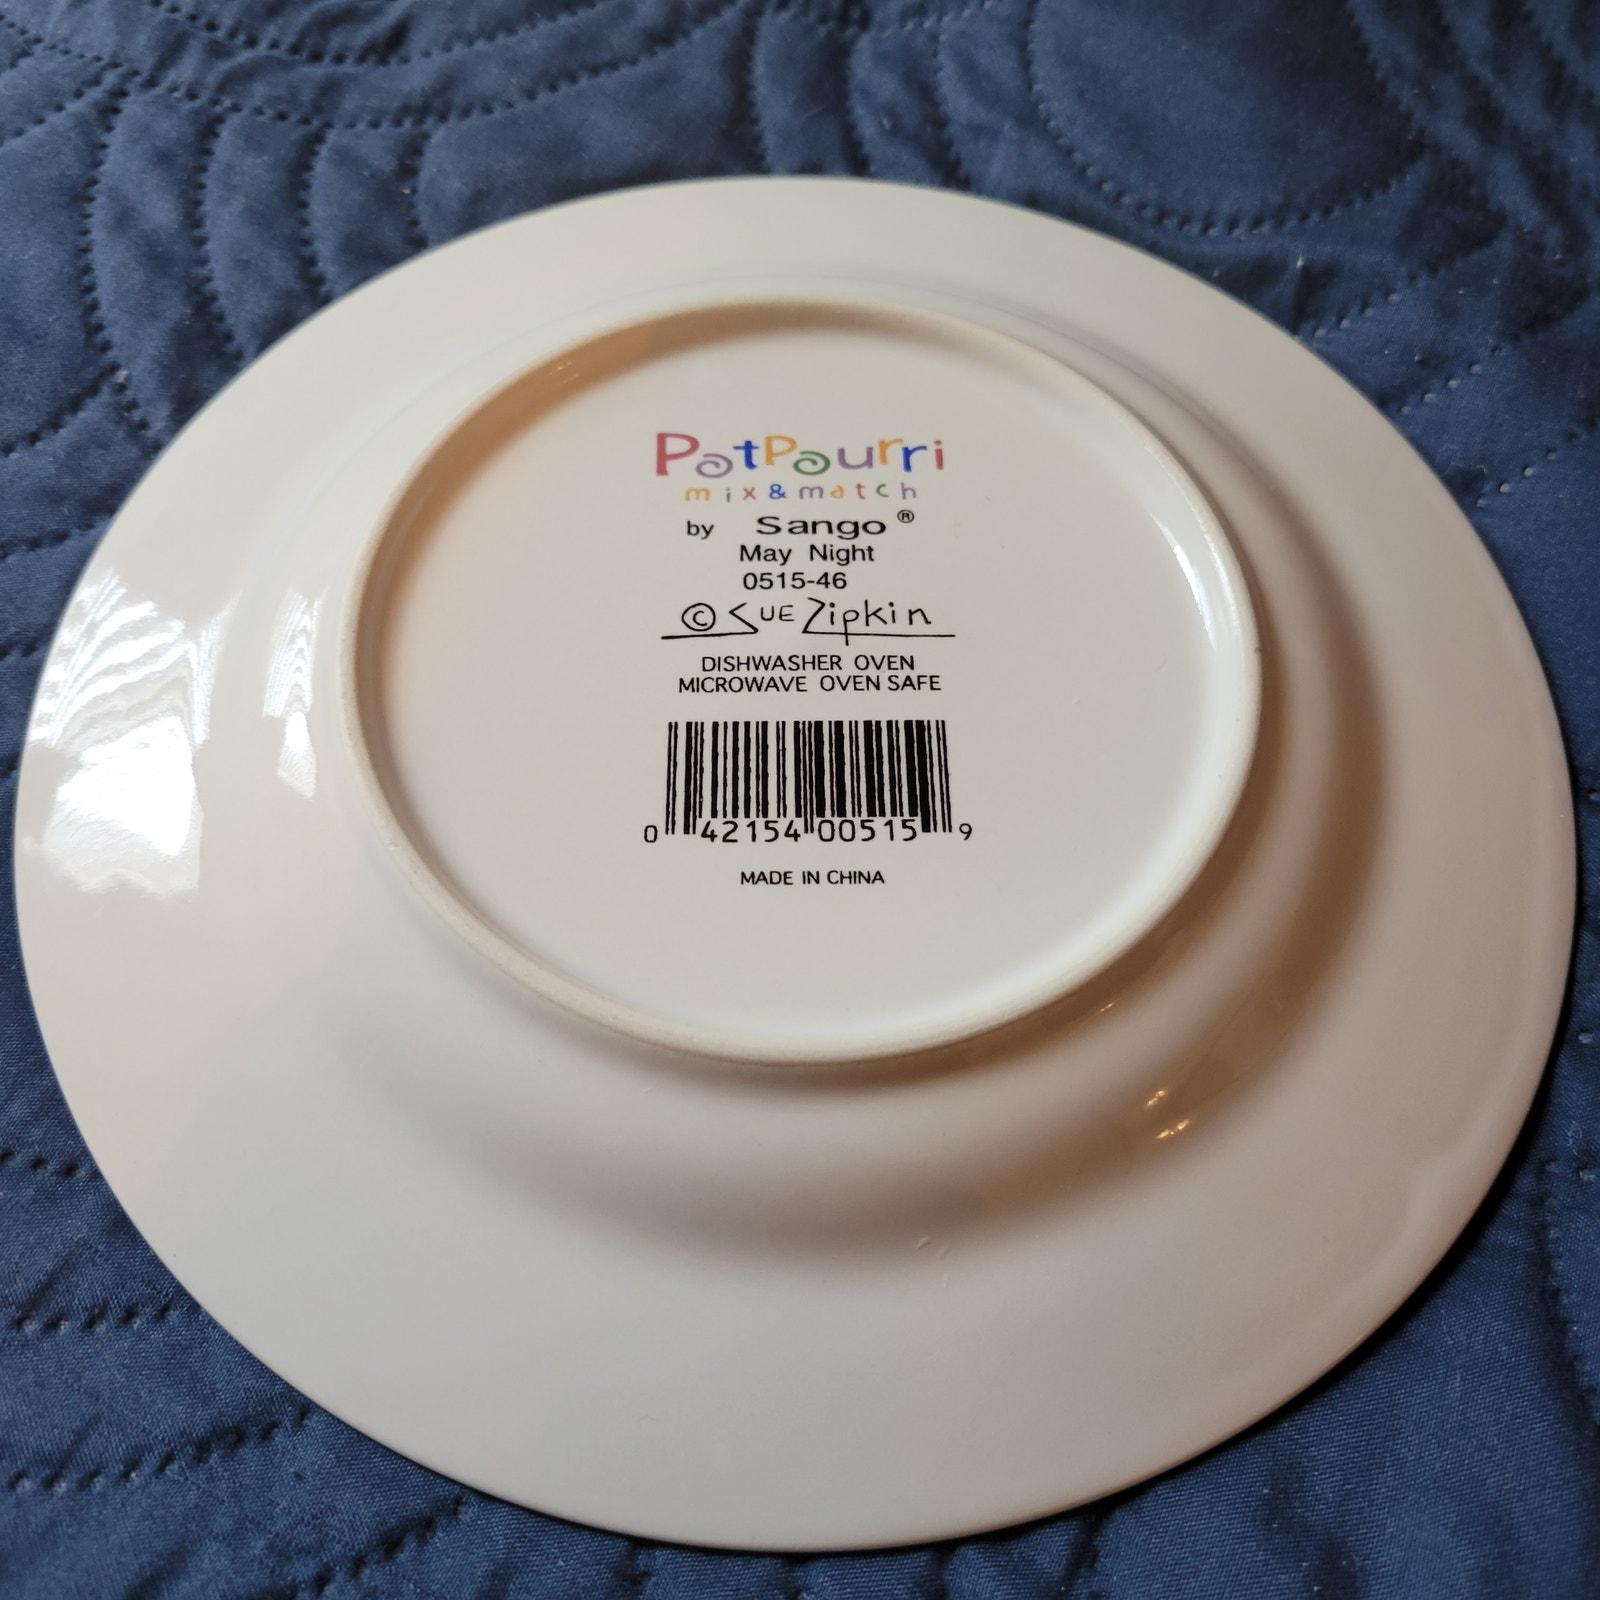 PotPourri
mix & match
by Sango ®
May Night
0515-46
© Sue Zipkin
DISHWASHER OVEN
MICROWAVE OVEN SAFE
0 42154 00515 9
MADE IN CHINA